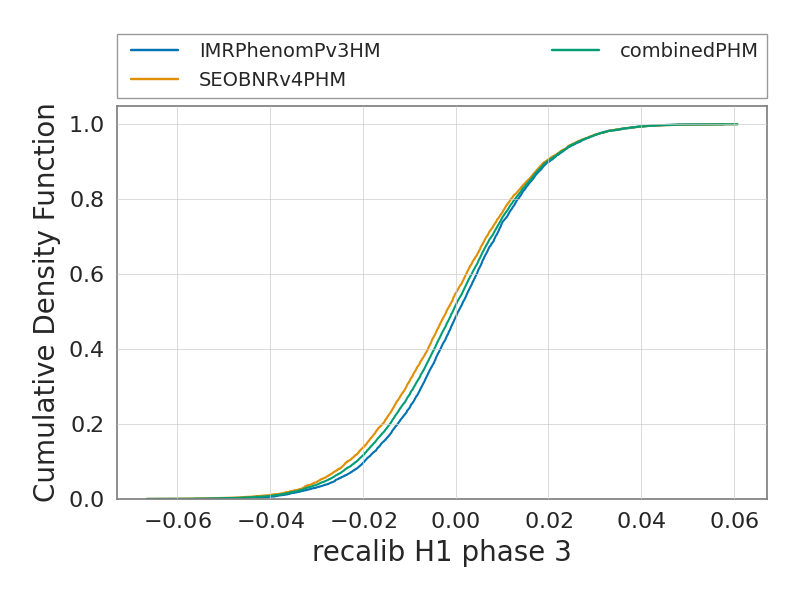 IMRPhenomPv3HM
SEOBNRv4PHM
combinedPHM
1.0
0.8
0.6
0.4
0.2
0.0
Cumulative Density Function
−0.06 −0.04 −0.02 0.00 0.02 0.04 0.06
recalib H1 phase 3